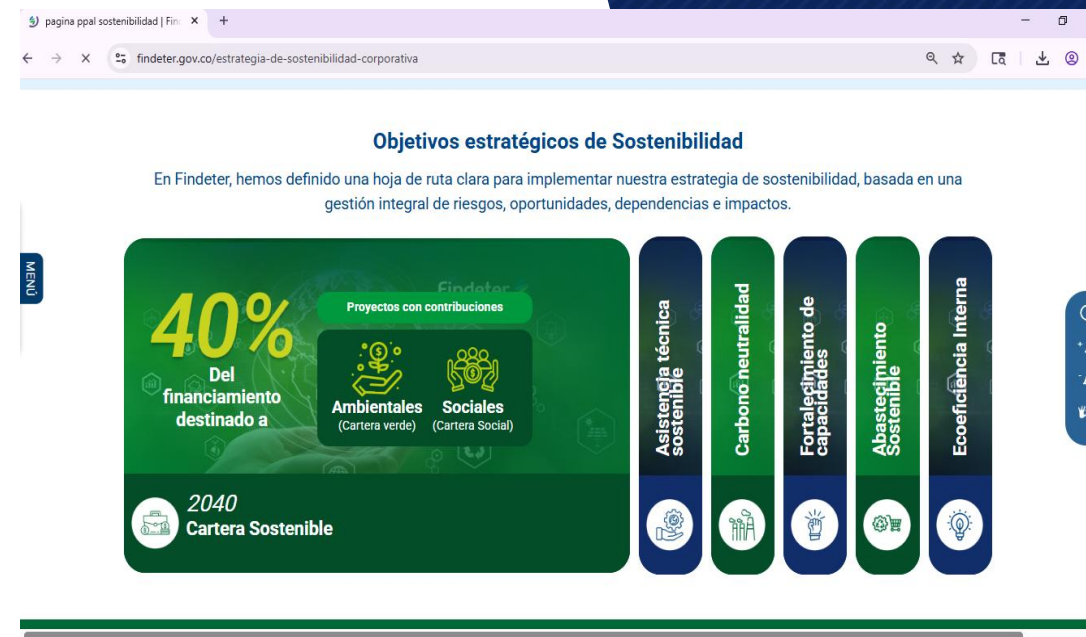 pagina ppal sostenibilidad | Fin
findeter.gov.co/estrategia-de-sostenibilidad-corporativa
Objetivos estratégicos de Sostenibilidad
En Findeter, hemos definido una hoja de ruta clara para implementar nuestra estrategia de sostenibilidad, basada en una
gestión integral de riesgos, oportunidades, dependencias e impactos.
MENÚ
Findeter
40%
Del
financiamiento
destinado a
Proyectos con contribuciones
Ambientales
(Cartera verde)
Sociales
(Cartera Social)
2040
Cartera Sostenible
Asistencia técnica
sostenible
Carbono neutralidad
Fortalecimiento de
capacidades
Abastecimiento
Sostenible
Ecoeficiencia Interna